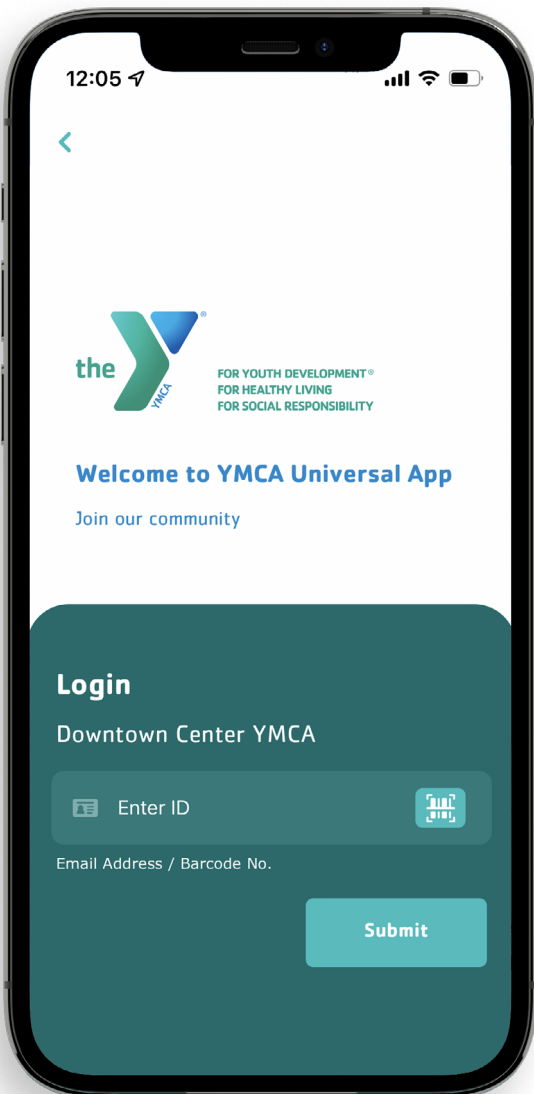 12:05
the
YMCA
®
FOR YOUTH DEVELOPMENT®
FOR HEALTHY LIVING
FOR SOCIAL RESPONSIBILITY
Welcome to YMCA Universal App
Join our community
Login
Downtown Center YMCA
Enter ID
Email Address / Barcode No.
Submit